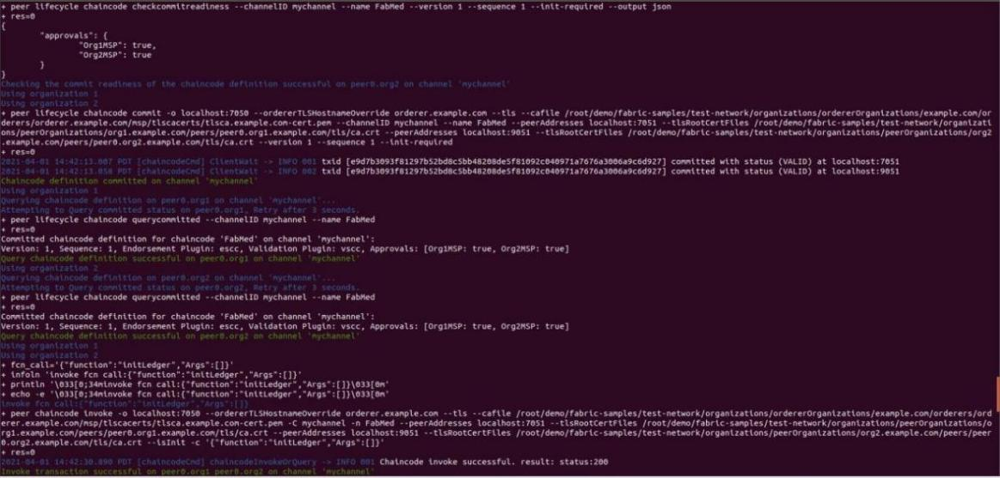 + peer lifecycle chaincode checkcommitreadiness --channelID mychannel --name FabMed --version 1 --sequence 1 --init-required --output json
+ res=0
{
"approvals": {
"Org1MSP": true,
"Org2MSP": true
}
}
Checking the commit readiness of the chaincode definition successful on peer0.org2 on channel 'mychannel'
Using organization 1
Using organization 2
+ peer lifecycle chaincode commit -o localhost:7050 --ordererTLSHostnameOverride orderer.example.com --tls --cafile /root/demo/fabric-samples/test-network/organizations/ordererOrganizations/example.com/or
derers/orderer.example.com/msp/tlscacerts/tlsca.example.com-cert.pem --channelID mychannel --name FabMed --peerAddresses localhost:7051 --tlsRootCertFiles /root/demo/fabric-samples/test-network/organizati
ons/peerOrganizations/org1.example.com/peers/peer0.org1.example.com/tls/ca.crt --peerAddresses localhost:9051 --tlsRootCertFiles /root/demo/fabric-samples/test-network/organizations/peerOrganizations/org2
.example.com/peers/peer0.org2.example.com/tls/ca.crt --version 1 --sequence 1 --init-required
+ res=0
2021-04-01 14:42:13.007 PDT [chaincodeCmd] ClientWait -> INFO 001 txid [e9d7b3093f81297b52bd8c5bb48208de5f81092c040971a7676a3006a9c6d927] committed with status (VALID) at localhost:7051
2021-04-01 14:42:13.058 PDT [chaincodeCmd] ClientWait -> INFO 002 txid [e9d7b3093f81297b52bd8c5bb48208de5f81092c040971a7676a3006a9c6d927] committed with status (VALID) at localhost:9051
Chaincode definition committed on channel 'mychannel'
Using organization 1
Querying chaincode definition on peer0.org1 on channel 'mychannel'...
Attempting to Query committed status on peer0.org1, Retry after 3 seconds.
+ peer lifecycle chaincode querycommitted --channelID mychannel --name FabMed
+ res=0
Committed chaincode definition for chaincode 'FabMed' on channel 'mychannel':
Version: 1, Sequence: 1, Endorsement Plugin: escc, Validation Plugin: vscc, Approvals: [Org1MSP: true, Org2MSP: true]
Query chaincode definition successful on peer0.org1 on channel 'mychannel'
Using organization 2
Querying chaincode definition on peer0.org2 on channel 'mychannel'...
Attempting to Query committed status on peer0.org2, Retry after 3 seconds.
+ peer lifecycle chaincode querycommitted --channelID mychannel --name FabMed
+ res=0
Committed chaincode definition for chaincode 'FabMed' on channel 'mychannel':
Version: 1, Sequence: 1, Endorsement Plugin: escc, Validation Plugin: vscc, Approvals: [Org1MSP: true, Org2MSP: true]
Query chaincode definition successful on peer0.org2 on channel 'mychannel'
Using organization 1
Using organization 2
+ fcn_call='{"function":"initLedger","Args":[]}'
+ infoln 'invoke fcn call:{"function":"initLedger","Args":[]}'
+ println '\033[0;34minvoke fcn call:{"function":"initLedger","Args":[]}\033[0m'
+ echo -e '\033[0;34minvoke fcn call:{"function":"initLedger","Args":[]}\033[0m'
invoke fcn call:{"function":"initLedger","Args":[]}
+ peer chaincode invoke -o localhost:7050 --ordererTLSHostnameOverride orderer.example.com --tls --cafile /root/demo/fabric-samples/test-network/organizations/ordererOrganizations/example.com/orderers/ord
erer.example.com/msp/tlscacerts/tlsca.example.com-cert.pem -C mychannel -n FabMed --peerAddresses localhost:7051 --tlsRootCertFiles /root/demo/fabric-samples/test-network/organizations/peerOrganizations/o
rg1.example.com/peers/peer0.org1.example.com/tls/ca.crt --peerAddresses localhost:9051 --tlsRootCertFiles /root/demo/fabric-samples/test-network/organizations/peerOrganizations/org2.example.com/peers/peer
0.org2.example.com/tls/ca.crt --isInit -c '{"function":"initLedger","Args":[]}'
+ res=0
2021-04-01 14:42:30.890 PDT [chaincodeCmd] chaincodeInvokeOrQuery -> INFO 001 Chaincode invoke successful. result: status:200
Invoke transaction successful on peer0.org1 peer0.org2 on channel 'mychannel'